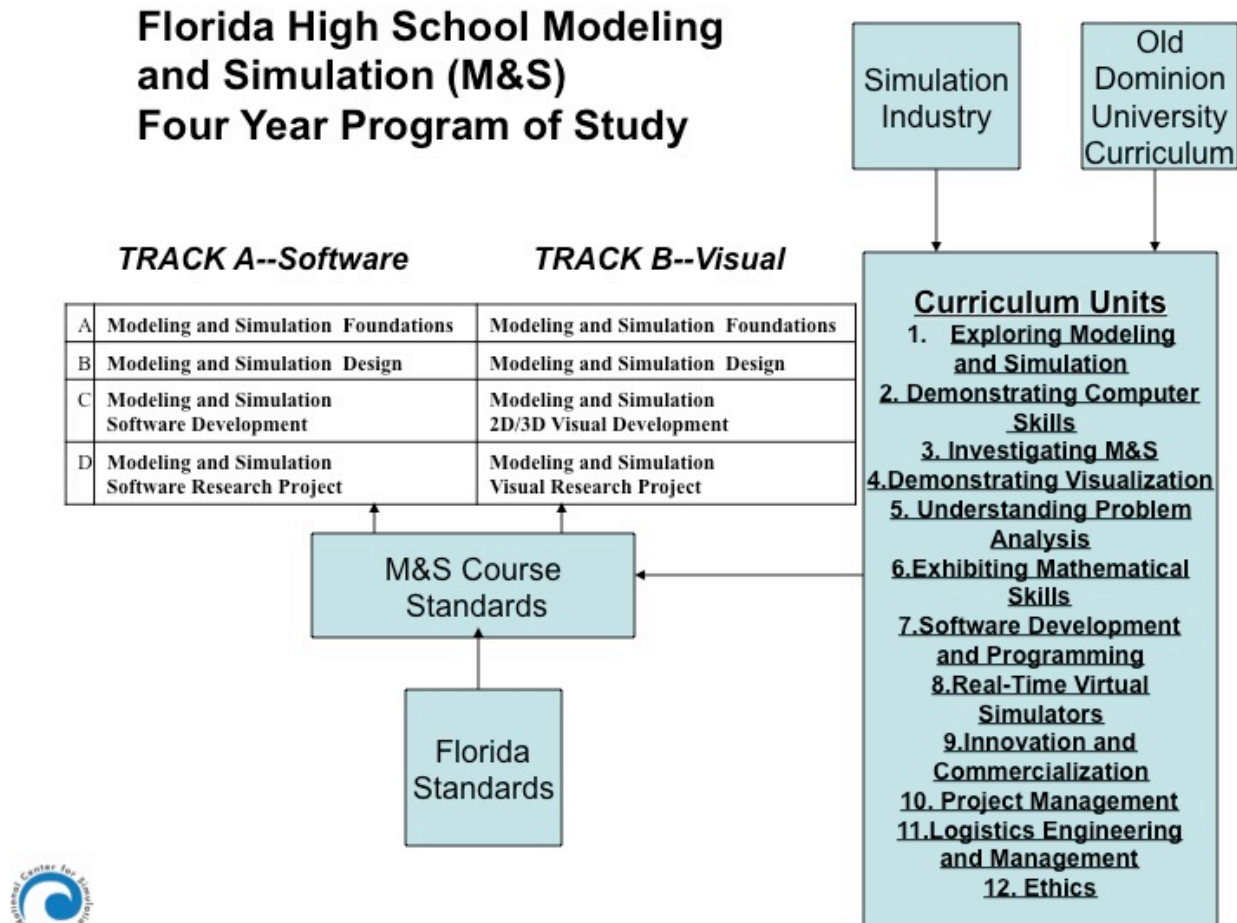 Florida High School Modeling
and Simulation (M&S)
Four Year Program of Study
Simulation
Industry
Old
Dominion
University
Curriculum
TRACK A--Software
TRACK B--Visual
A Modeling and Simulation Foundations Modeling and Simulation Foundations
B Modeling and Simulation Design Modeling and Simulation Design
C Modeling and Simulation
Software Development
Modeling and Simulation
2D/3D Visual Development
D Modeling and Simulation
Software Research Project
Modeling and Simulation
Visual Research Project
M&S Course
Standards
Florida
Standards
Curriculum Units
1. Exploring Modeling
and Simulation
2. Demonstrating Computer
Skills
3. Investigating M&S
4.Demonstrating Visualization
5. Understanding Problem
Analysis
6.Exhibiting Mathematical
Skills
7.Software Development
and Programming
8.Real-Time Virtual
Simulators
9.Innovation and
Commercialization
10. Project Management
11.Logistics Engineering
and Management
12. Ethics
Center for